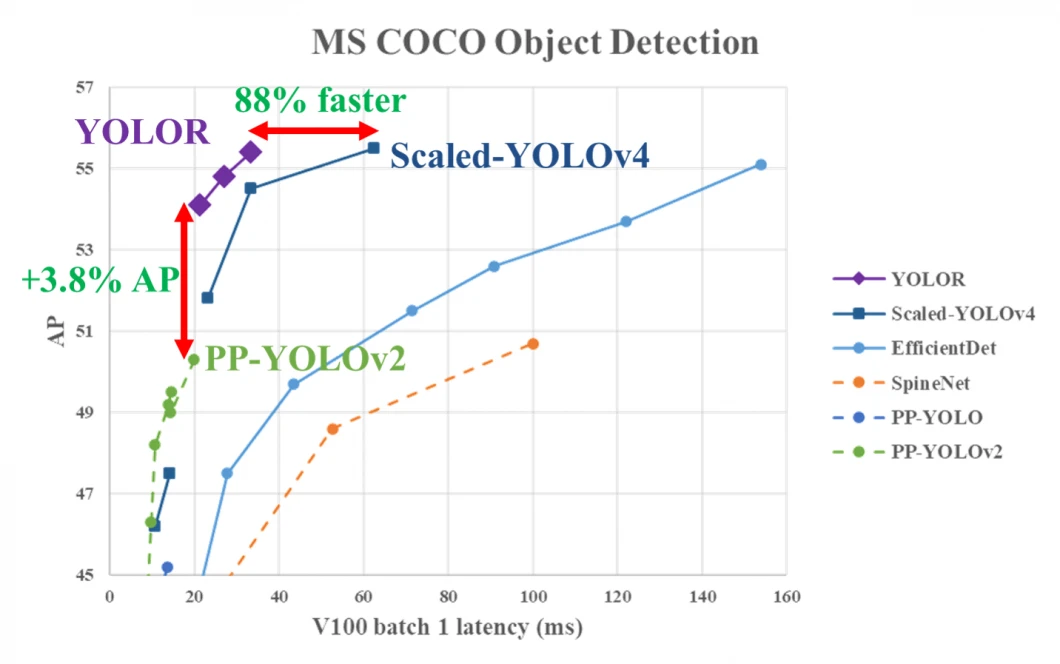 MS COCO Object Detection
57
88% faster
YOLOR
Scaled-YOLOv4
55
53
+3.8% AP
AP
51
PP-YOLOv2
49
47
45
0 20 40 60 80 100 120 140 160
V100 batch 1 latency (ms)
YOLOR
Scaled-YOLOv4
EfficientDet
SpineNet
PP-YOLO
PP-YOLOv2